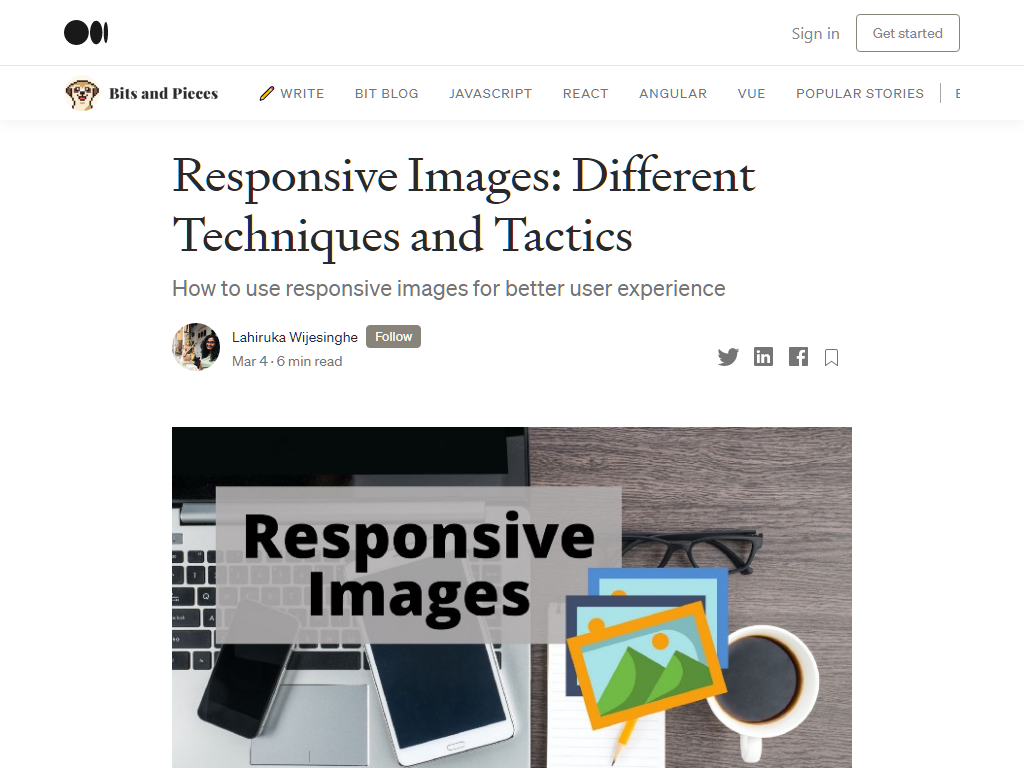 Sign in
Get started
Bits and Pieces
WRITE
BIT BLOG
JAVASCRIPT
REACT
ANGULAR
VUE
POPULAR STORIES
Responsive Images: Different
Techniques and Tactics
How to use responsive images for better user experience
Lahiruka Wijesinghe
Follow
Mar 4 · 6 min read
Responsive
Images